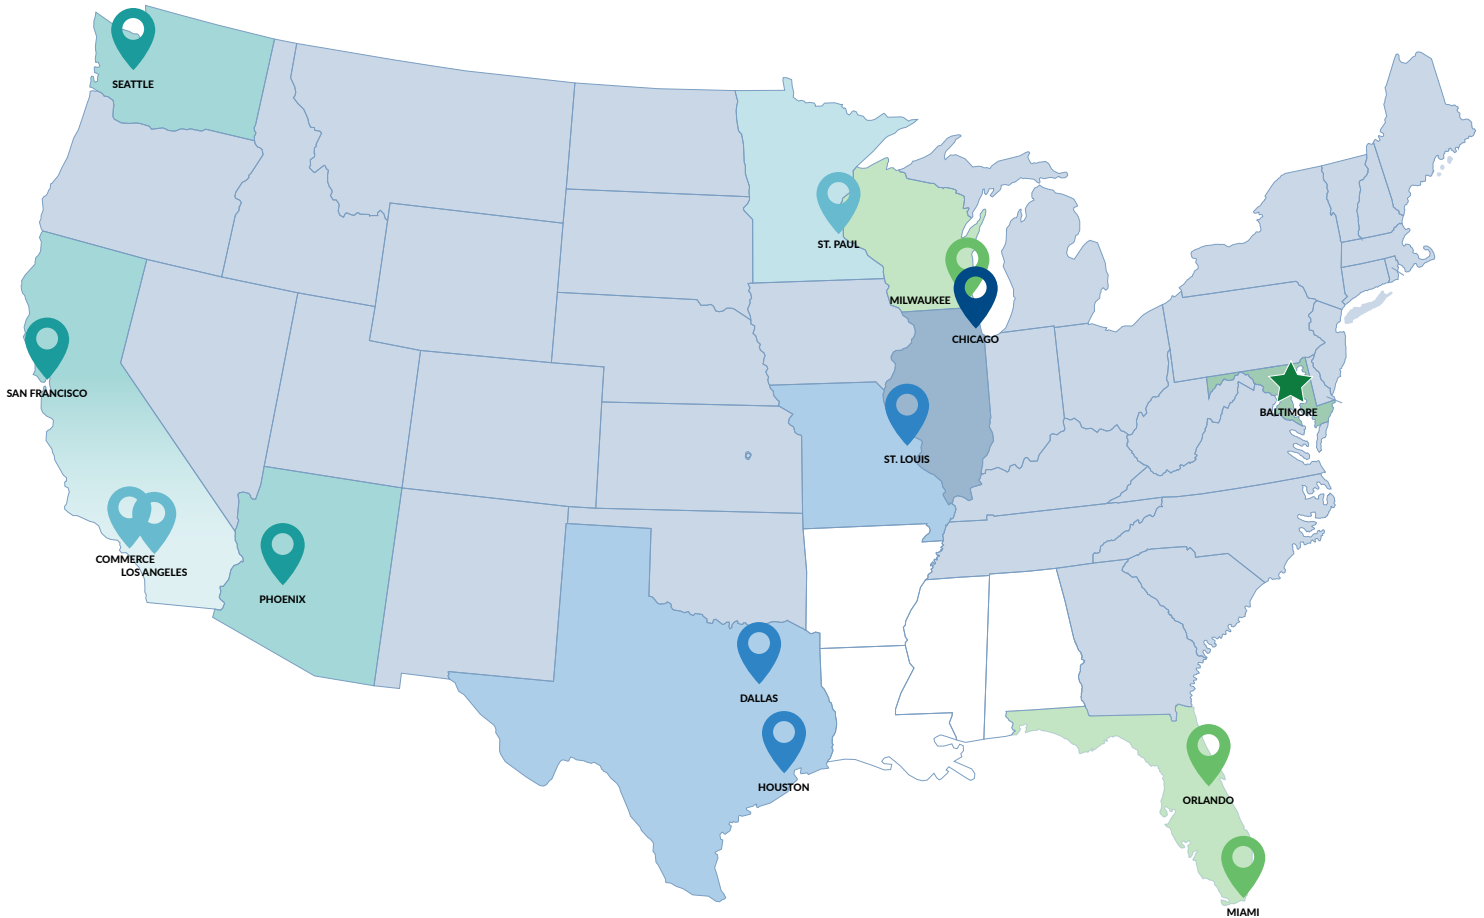 SEATTLE
ST. PAUL
MILWAUKEE
CHICAGO
SAN FRANCISCO
BALTIMORE
ST. LOUIS
COMMERCE
LOS ANGELES
PHOENIX
DALLAS
HOUSTON
ORLANDO
MIAMI